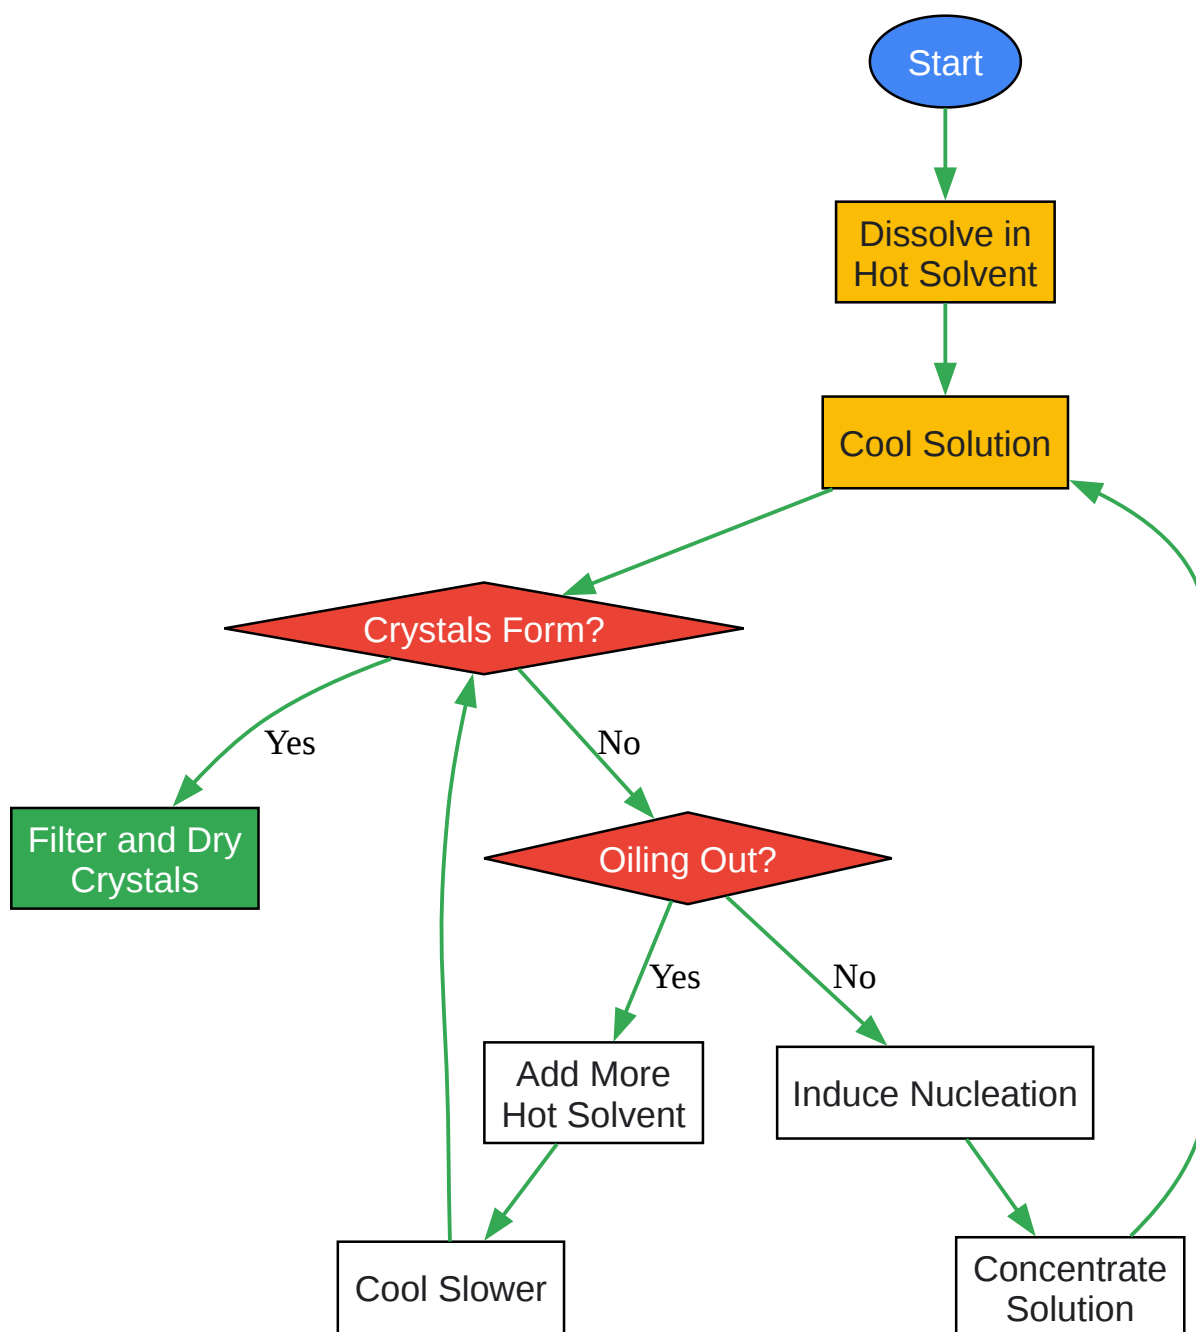 Start
Dissolve in
Hot Solvent
Cool Solution
Crystals Form?
Yes
No
Filter and Dry
Crystals
Oiling Out?
Yes
No
Add More
Hot Solvent
Induce Nucleation
Cool Slower
Concentrate
Solution